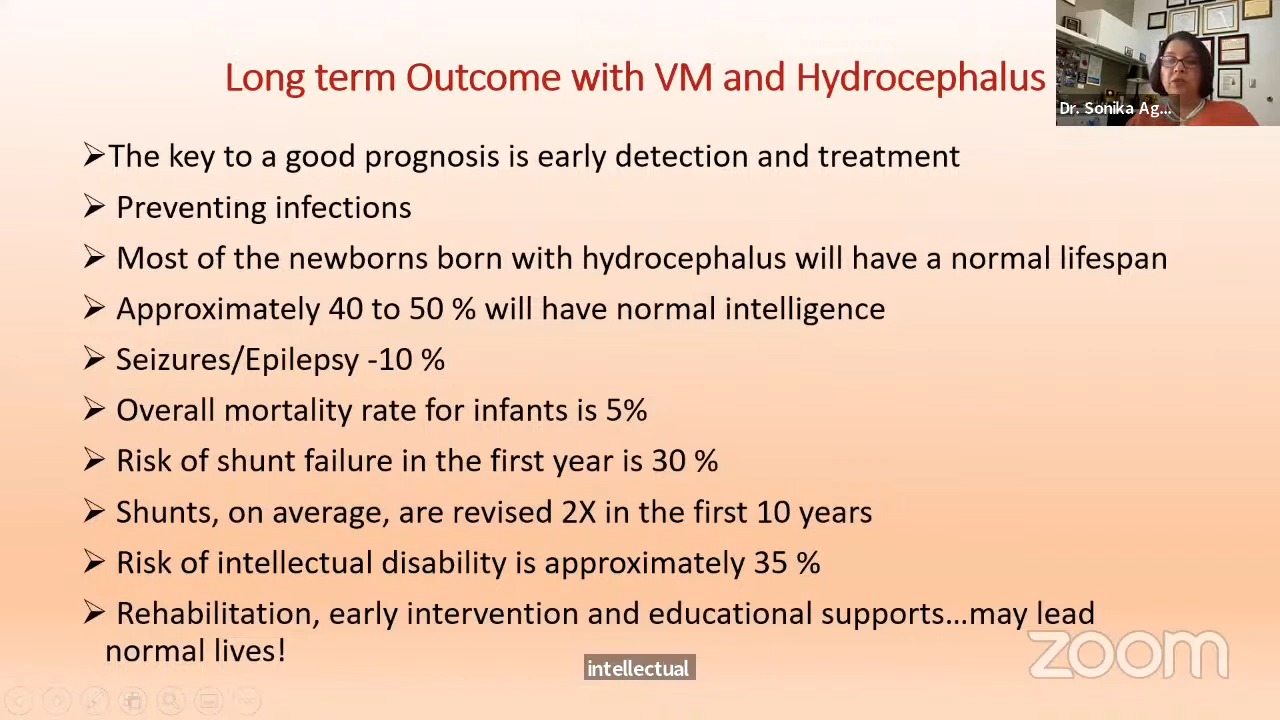 Long term Outcome with VM and Hydrocephalus
Dr. Sonika Ag...
➢The key to a good prognosis is early detection and treatment
➢ Preventing infections
➢ Most of the newborns born with hydrocephalus will have a normal lifespan
➢ Approximately 40 to 50 % will have normal intelligence
➢ Seizures/Epilepsy -10 %
➢ Overall mortality rate for infants is 5%
➢ Risk of shunt failure in the first year is 30 %
➢ Shunts, on average, are revised 2X in the first 10 years
➢ Risk of intellectual disability is approximately 35 %
➢ Rehabilitation, early intervention and educational supports…may lead
normal lives!
zoom
intellectual